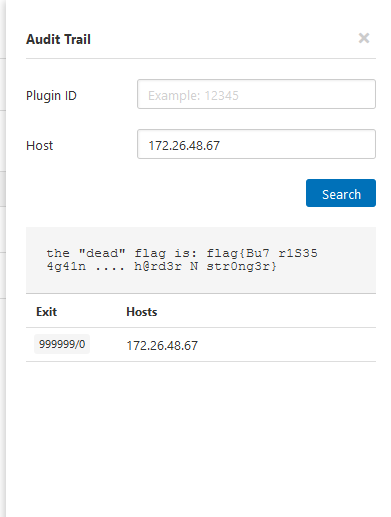 Audit Trail ×
Plugin ID Example: 12345
Host 172.26.48.67
Search
the "dead" flag is: flag{Bu7 r1S35
4g41n .... h@rd3r N str0ng3r}
Exit Hosts
999999/0 172.26.48.67